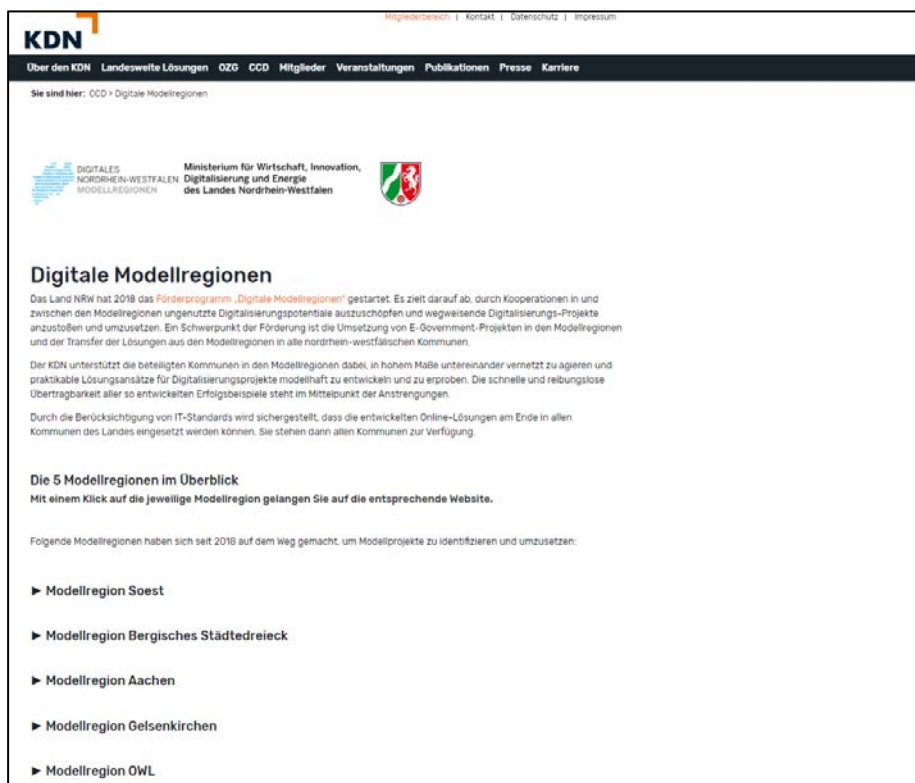 Mitgliederbereich | Kontakt | Datenschutz | Impressum
KDN
Über den KDN Landesweite Lösungen OZG CCD Mitglieder Veranstaltungen Publikationen Presse Karriere
Sie sind hier: CCD > Digitale Modellregionen
DIGITALES
NORDRHEIN-WESTFALEN
MODELLREGIONEN
Ministerium für Wirtschaft, Innovation,
Digitalisierung und Energie
des Landes Nordrhein-Westfalen
Digitale Modellregionen
Das Land NRW hat 2018 das Förderprogramm „Digitale Modellregionen“ gestartet. Es zielt darauf ab, durch Kooperationen in und
zwischen den Modellregionen ungenutzte Digitalisierungspotentiale auszuschöpfen und wegweisende Digitalisierungs-Projekte
anzustoßen und umzusetzen. Ein Schwerpunkt der Förderung ist die Umsetzung von E-Government-Projekten in den Modellregionen
und der Transfer der Lösungen aus den Modellregionen in alle nordrhein-westfälischen Kommunen.
Der KDN unterstützt die beteiligten Kommunen in den Modellregionen dabei, in hohem Maße untereinander vernetzt zu agieren und
praktikable Lösungsansätze für Digitalisierungsprojekte modellhaft zu entwickeln und zu erproben. Die schnelle und reibungslose
Übertragbarkeit aller so entwickelten Erfolgsbeispiele steht im Mittelpunkt der Anstrengungen.
Durch die Berücksichtigung von IT-Standards wird sichergestellt, dass die entwickelten Online-Lösungen am Ende in allen
Kommunen des Landes eingesetzt werden können. Sie stehen dann allen Kommunen zur Verfügung.
Die 5 Modellregionen im Überblick
Mit einem Klick auf die jeweilige Modellregion gelangen Sie auf die entsprechende Website.
Folgende Modellregionen haben sich seit 2018 auf dem Weg gemacht, um Modellprojekte zu identifizieren und umzusetzen:
► Modellregion Soest
► Modellregion Bergisches Städtedreieck
► Modellregion Aachen
► Modellregion Gelsenkirchen
► Modellregion OWL